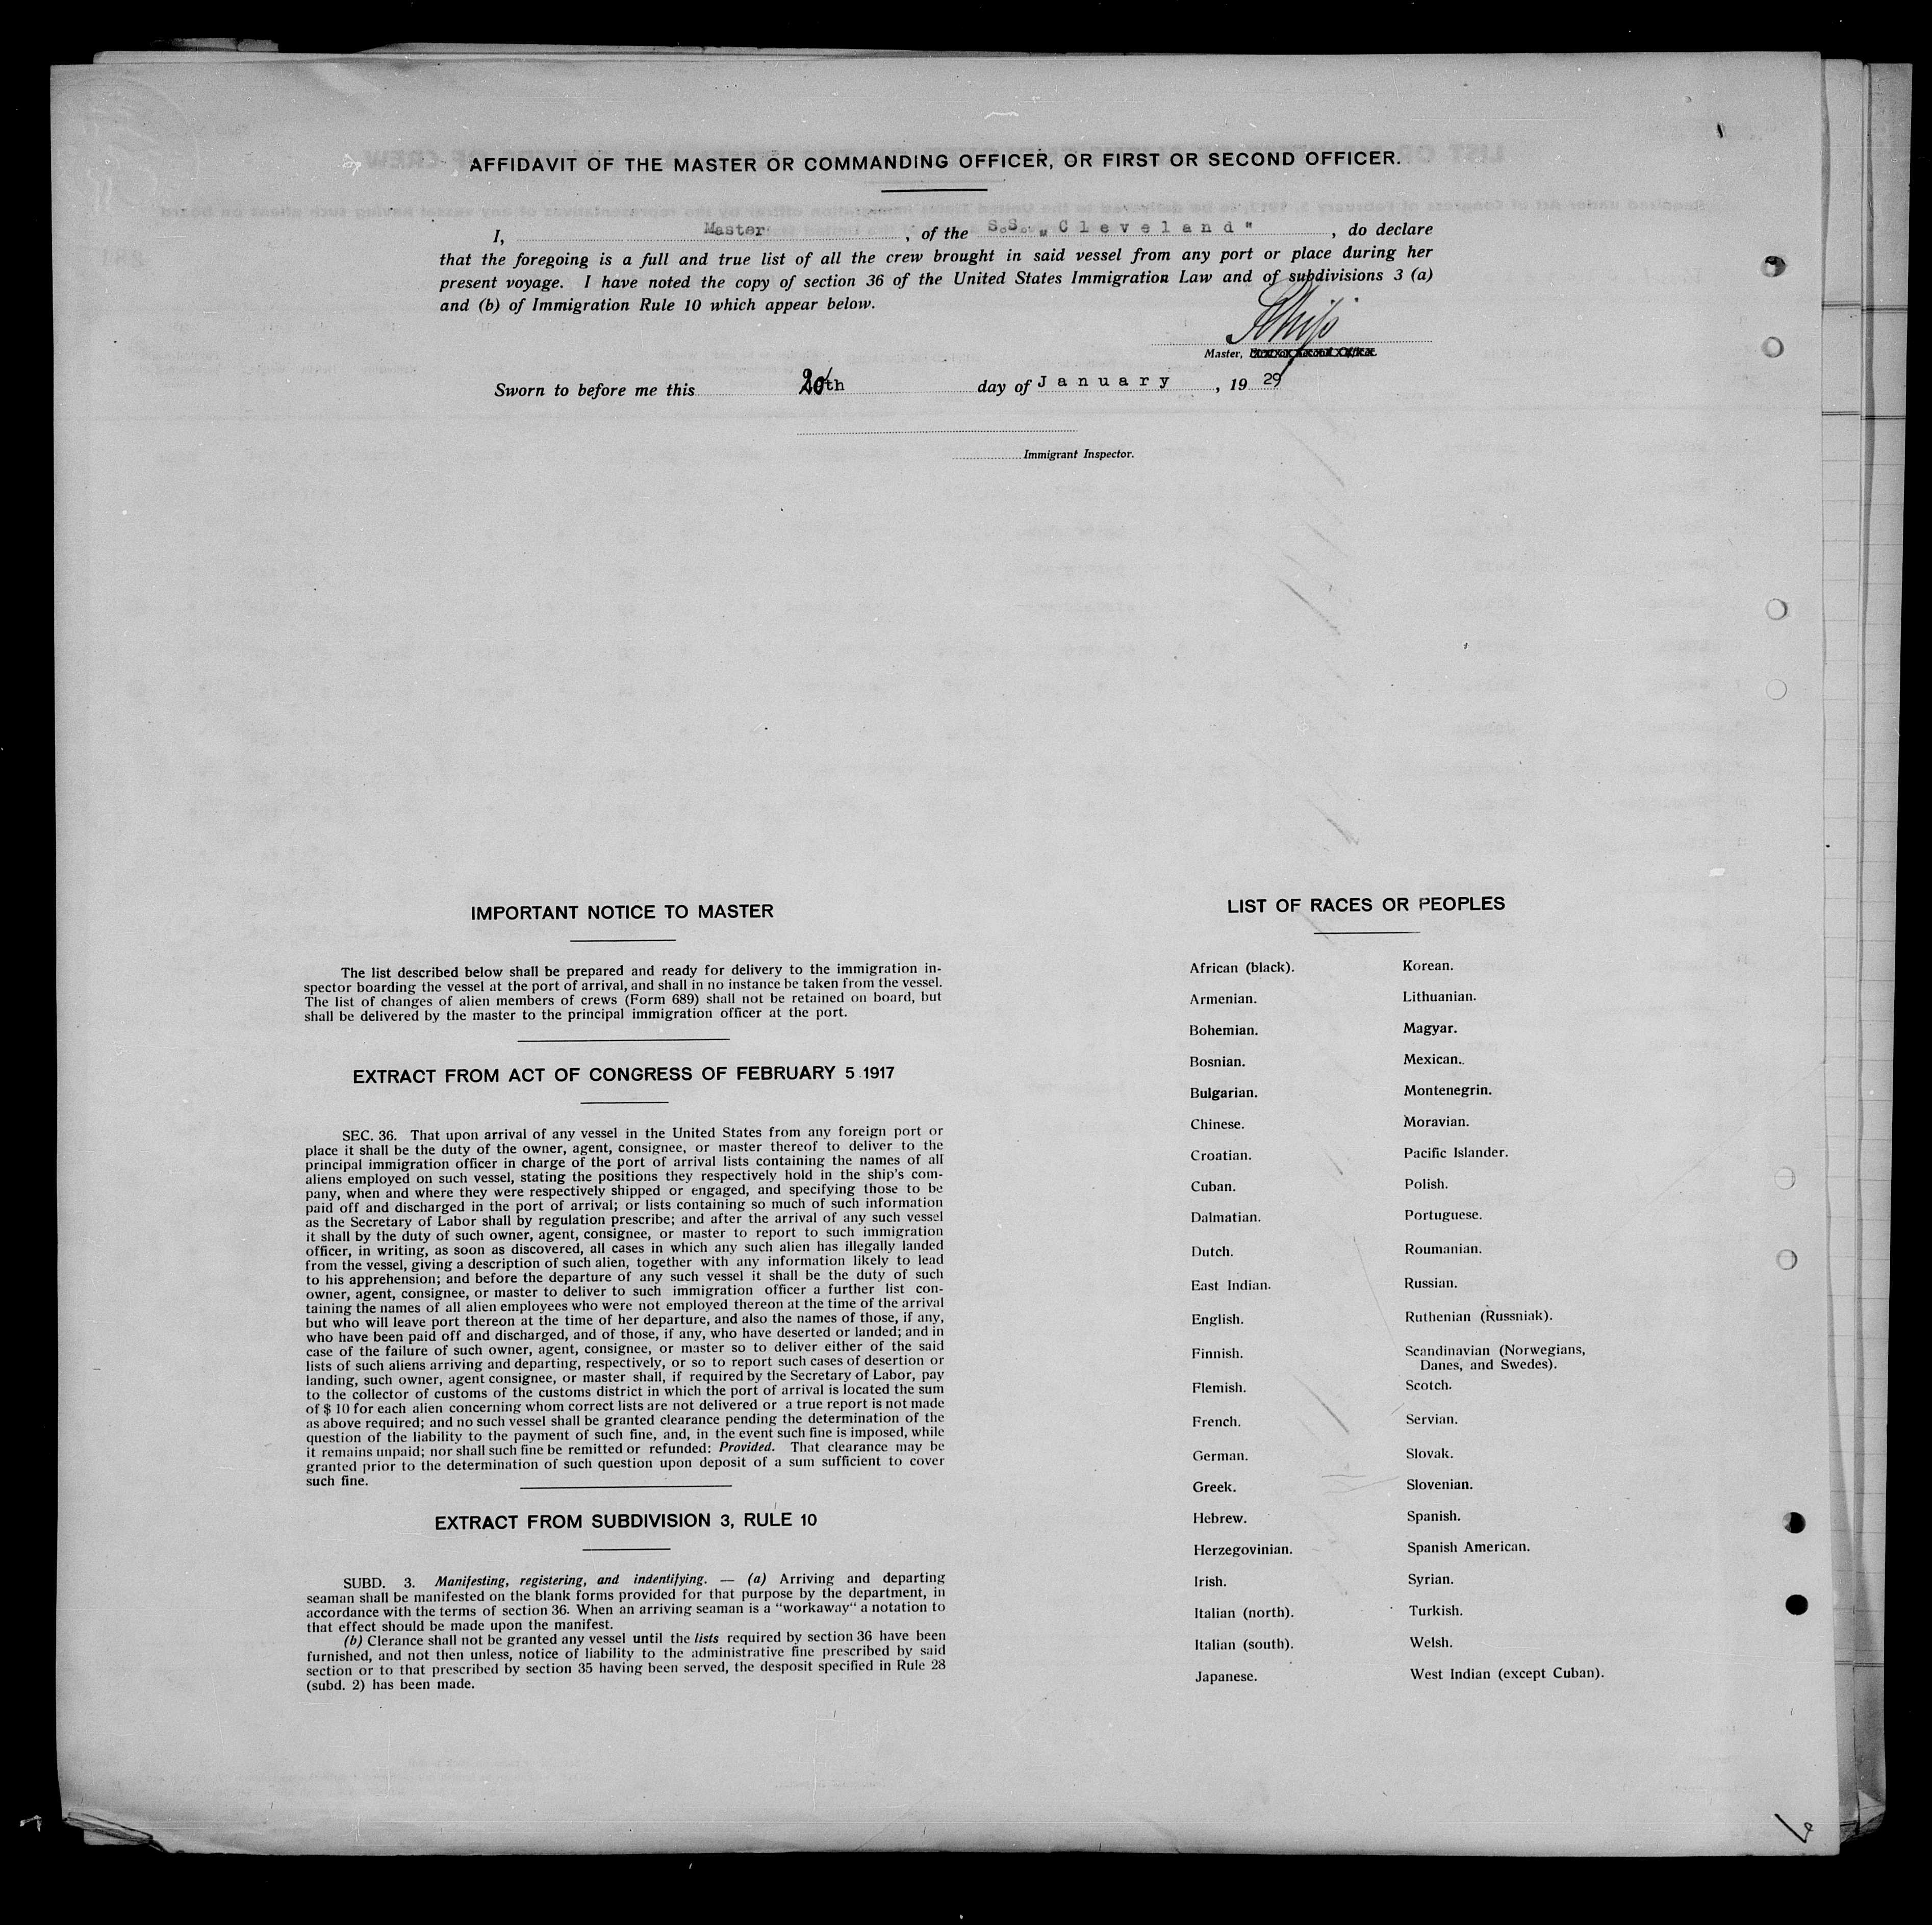 AFFIDAVIT OF THE MASTER OR COMMANDING OFFICER, OR FIRST OR SECOND OFFICER.
I, Master, of the S.S. „Cleveland", do declare
that the foregoing is a full and true list of all the crew brought in said vessel from any port or place during her
present voyage. I have noted the copy of section 36 of the United States Immigration Law and of subdivisions 3 (a)
and (b) of Immigration Rule 10 which appear below.
Master,
Sworn to before me this 20th day of January, 19 29
Immigrant Inspector.
IMPORTANT NOTICE TO MASTER
The list described below shall be prepared and ready for delivery to the immigration in-
spector boarding the vessel at the port of arrival, and shall in no instance be taken from the vessel.
The list of changes of alien members of crews (Form 689) shall not be retained on board, but
shall be delivered by the master to the principal immigration officer at the port.
EXTRACT FROM ACT OF CONGRESS OF FEBRUARY 5 1917
SEC. 36. That upon arrival of any vessel in the United States from any foreign port or
place it shall be the duty of the owner, agent, consignee, or master thereof to deliver to the
principal immigration officer in charge of the port of arrival lists containing the names of all
aliens employed on such vessel, stating the positions they respectively hold in the ship's com-
pany, when and where they were respectively shipped or engaged, and specifying those to be
paid off and discharged in the port of arrival; or lists containing so much of such information
as the Secretary of Labor shall by regulation prescribe; and after the arrival of any such vessel
it shall by the duty of such owner, agent, consignee, or master to report to such immigration
officer, in writing, as soon as discovered, all cases in which any such alien has illegally landed
from the vessel, giving a description of such alien, together with any information likely to lead
to his apprehension; and before the departure of any such vessel it shall be the duty of such
owner, agent, consignee, or master to deliver to such immigration officer a further list con-
taining the names of all alien employees who were not employed thereon at the time of the arrival
but who will leave port thereon at the time of her departure, and also the names of those, if any,
who have been paid off and discharged, and of those, if any, who have deserted or landed; and in
case of the failure of such owner, agent, consignee, or master so to deliver either of the said
lists of such aliens arriving and departing, respectively, or so to report such cases of desertion or
landing, such owner, agent consignee, or master shall, if required by the Secretary of Labor, pay
to the collector of customs of the customs district in which the port of arrival is located the sum
of $ 10 for each alien concerning whom correct lists are not delivered or a true report is not made
as above required; and no such vessel shall be granted clearance pending the determination of the
question of the liability to the payment of such fine, and, in the event such fine is imposed, while
it remains unpaid; nor shall such fine be remitted or refunded: Provided. That clearance may be
granted prior to the determination of such question upon deposit of a sum sufficient to cover
such fine.
EXTRACT FROM SUBDIVISION 3, RULE 10
SUBD. 3. Manifesting, registering, and indentifying. — (a) Arriving and departing
seaman shall be manifested on the blank forms provided for that purpose by the department, in
accordance with the terms of section 36. When an arriving seaman is a "workaway" a notation to
that effect should be made upon the manifest.
(b) Clerance shall not be granted any vessel until the lists required by section 36 have been
furnished, and not then unless, notice of liability to the administrative fine prescribed by said
section or to that prescribed by section 35 having been served, the desposit specified in Rule 28
(subd. 2) has been made.
LIST OF RACES OR PEOPLES
African (black).
Armenian.
Bohemian.
Bosnian.
Bulgarian.
Chinese.
Croatian.
Cuban.
Dalmatian.
Dutch.
East Indian.
English.
Finnish.
Flemish.
French.
German.
Greek.
Hebrew.
Herzegovinian.
Irish.
Italian (north).
Italian (south).
Japanese.
Korean.
Lithuanian.
Magyar.
Mexican.
Montenegrin.
Moravian.
Pacific Islander.
Polish.
Portuguese.
Roumanian.
Russian.
Ruthenian (Russniak).
Scandinavian (Norwegians,
Danes, and Swedes).
Scotch.
Servian.
Slovak.
Slovenian.
Spanish.
Spanish American.
Syrian.
Turkish.
Welsh.
West Indian (except Cuban).